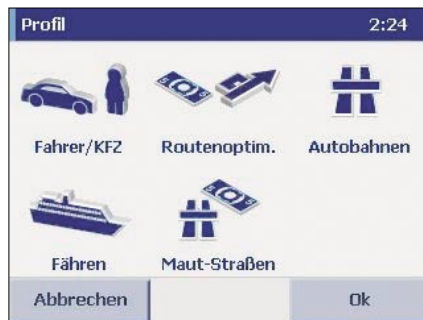 Profil 2:24
Fahrer/KFZ Routenoptim. Autobahnen
Fähren Maut-Straßen
Abbrechen Ok